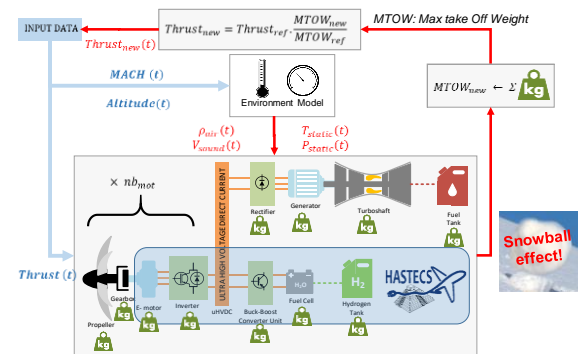 MTOW: Max take Off Weight
INPUT DATA
Thrust_new = Thrust_ref · MTOW_new / MTOW_ref
Thrust_new(t)
MACH (t)
Altitude(t)
Environment Model
MTOW_new ← Σ kg
ρ_air(t)
V_sound(t)
T_static(t)
P_static(t)
× nb_mot
ULTRA HIGH VOLTAGE DIRECT CURRENT
Rectifier
kg
Generator
kg
Turboshaft
kg
Fuel
Tank
kg
Snowball
effect!
Thrust (t)
Gearbox
kg
Propeller
kg
E- motor
kg
Inverter
kg
uHVDC
Buck-Boost
Converter Unit
kg
H₂O
Fuel Cell
kg
H2
Hydrogen
Tank
kg
HASTECS